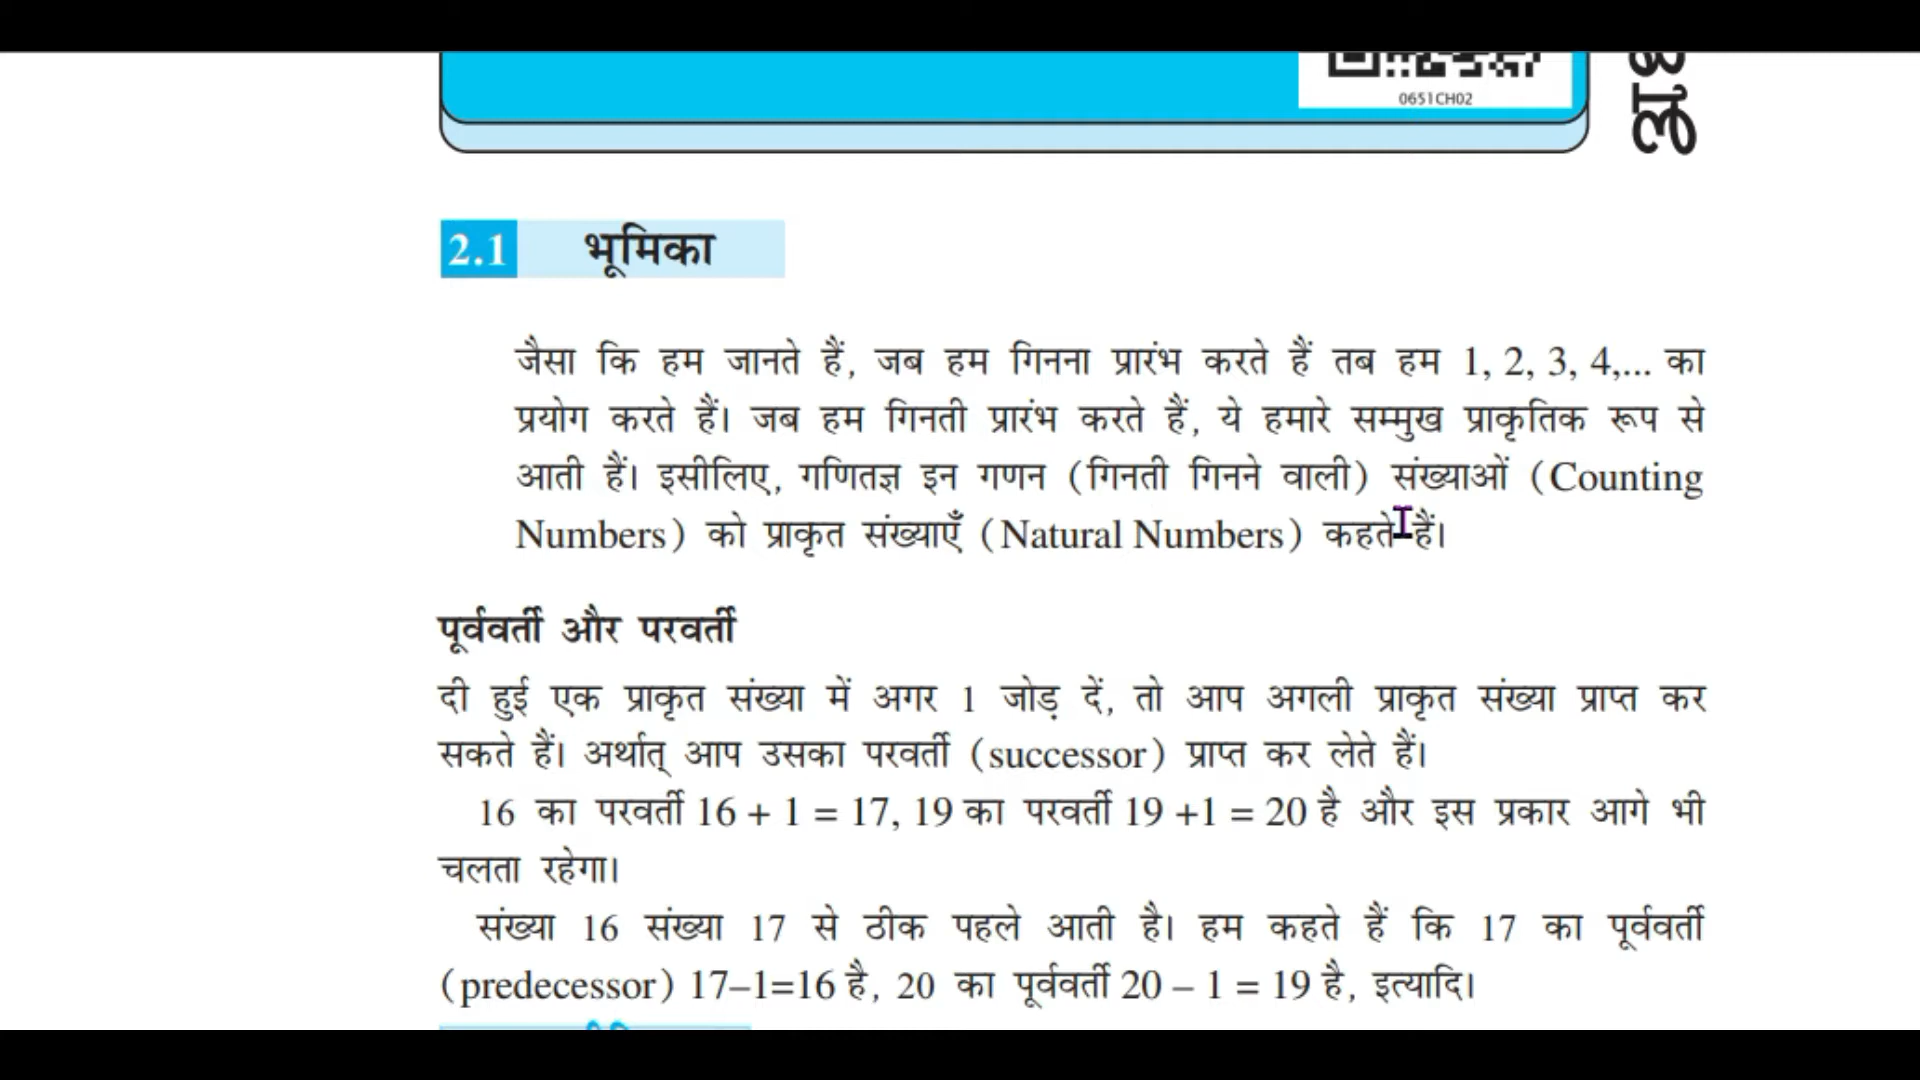 0651CH02
2.1 भूमिका
जैसा कि हम जानते हैं, जब हम गिनना प्रारंभ करते हैं तब हम 1, 2, 3, 4,... का
प्रयोग करते हैं। जब हम गिनती प्रारंभ करते हैं, ये हमारे सम्मुख प्राकृतिक रूप से
आती हैं। इसीलिए, गणितज्ञ इन गणन (गिनती गिनने वाली) संख्याओं (Counting
Numbers) को प्राकृत संख्याएँ (Natural Numbers) कहते हैं।
पूर्ववर्ती और परवर्ती
दी हुई एक प्राकृत संख्या में अगर 1 जोड़ दें, तो आप अगली प्राकृत संख्या प्राप्त कर
सकते हैं। अर्थात् आप उसका परवर्ती (successor) प्राप्त कर लेते हैं।
16 का परवर्ती 16 + 1 = 17, 19 का परवर्ती 19 +1 = 20 है और इस प्रकार आगे भी
चलता रहेगा।
संख्या 16 संख्या 17 से ठीक पहले आती है। हम कहते हैं कि 17 का पूर्ववर्ती
(predecessor) 17–1=16 है, 20 का पूर्ववर्ती 20 – 1 = 19 है, इत्यादि।